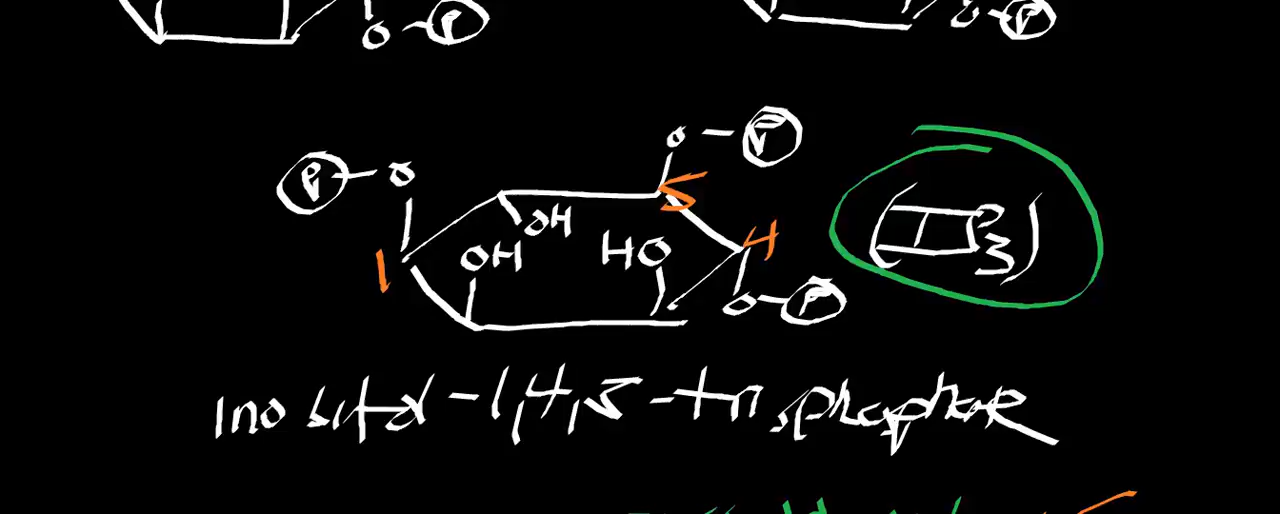 O-P O-P
O-P
P-O
5
OH
OH HO 4
1
(IP3)
O-P
Inositol-1,4,5-trisphosphate